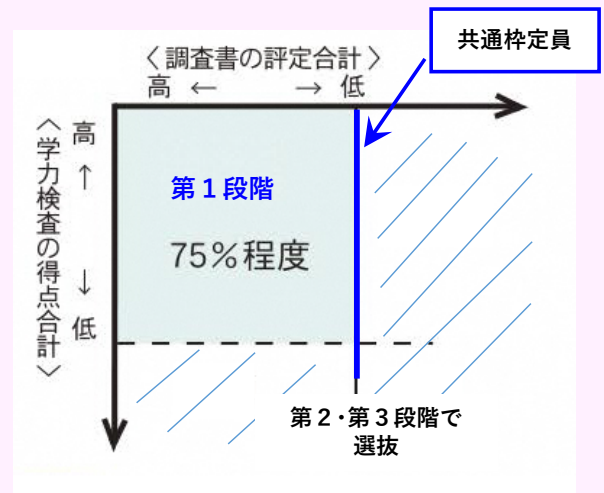 共通枠定員
〈調査書の評定合計〉
高 ← → 低
〈学力検査の得点合計〉
高
↑
↓
低
第1段階
75%程度
第2・第3段階で
選抜